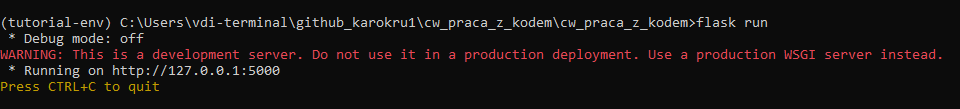 (tutorial-env) C:\Users\vdi-terminal\github_karokru1\cw_praca_z_kodem\cw_praca_z_kodem>flask run
 * Debug mode: off
WARNING: This is a development server. Do not use it in a production deployment. Use a production WSGI server instead.
 * Running on http://127.0.0.1:5000
Press CTRL+C to quit